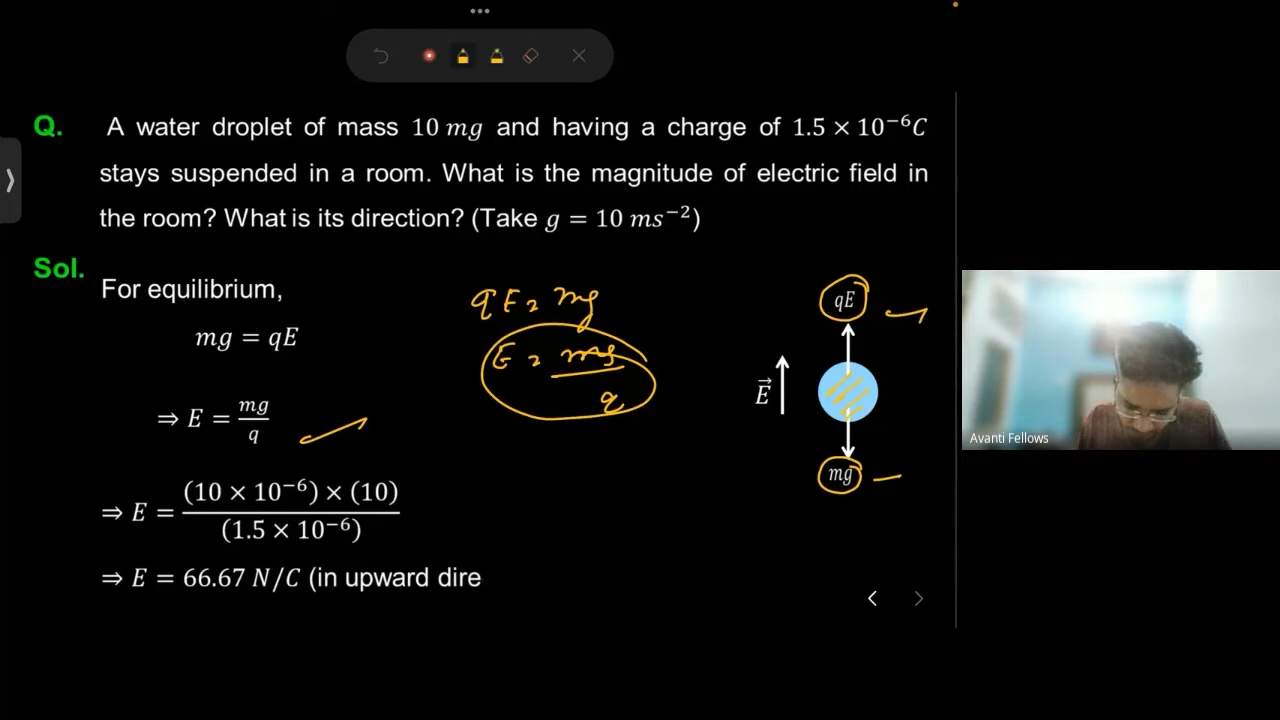 Q. A water droplet of mass 10 mg and having a charge of 1.5 × 10⁻⁶C
stays suspended in a room. What is the magnitude of electric field in
the room? What is its direction? (Take g = 10 ms⁻²)
Sol.
For equilibrium,
mg = qE
⇒ E = mg/q
⇒ E = (10 × 10⁻⁶) × (10)/(1.5 × 10⁻⁶)
⇒ E = 66.67 N/C (in upward dire
qE = mg
E = mg/q
qE
E⃗
mg
Avanti Fellows